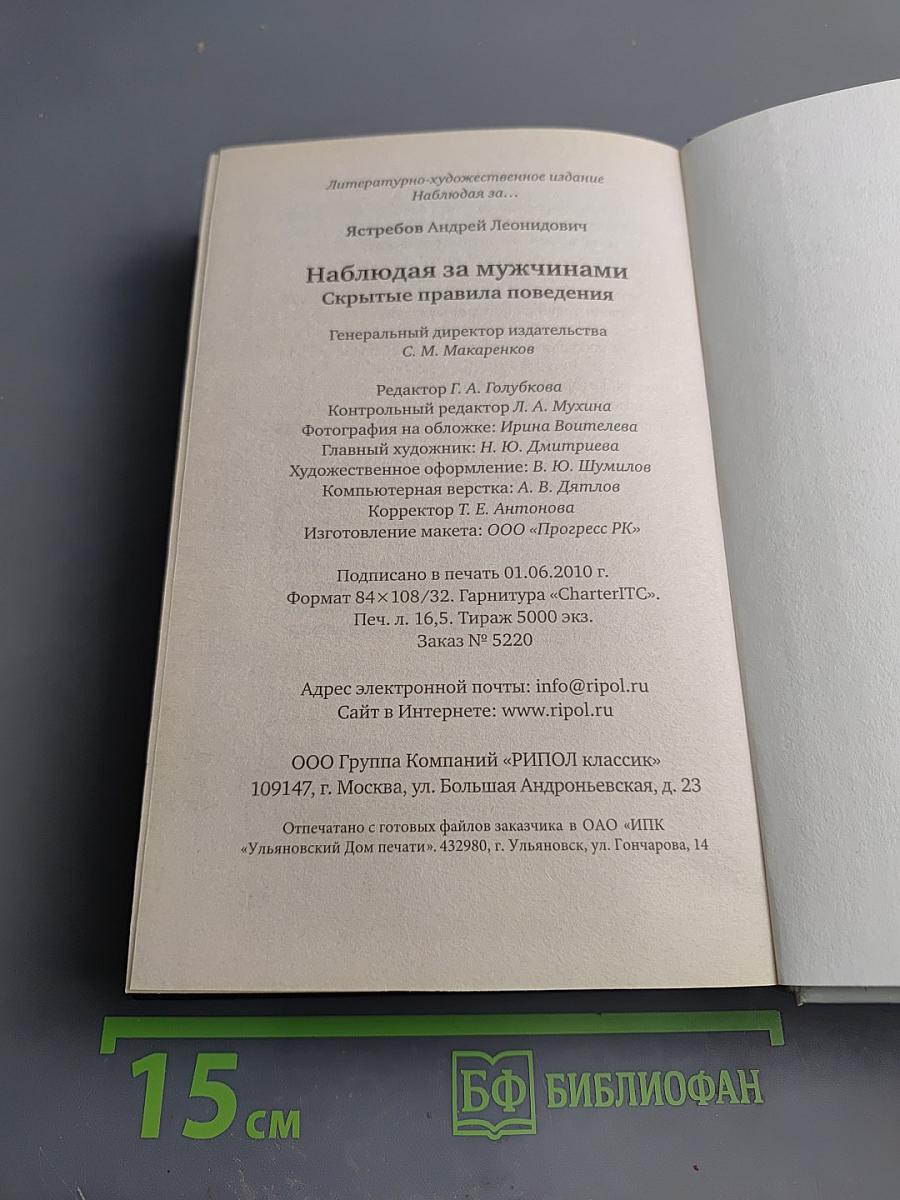 Литературно-художественное издание
Наблюдая за...
Ястребов Андрей Леонидович
Наблюдая за мужчинами
Скрытые правила поведения
Генеральный директор издательства
С. М. Макаренков
Редактор Г. А. Голубкова
Контрольный редактор Л. А. Мухина
Фотография на обложке: Ирина Воителева
Главный художник: Н. Ю. Дмитриева
Художественное оформление: В. Ю. Шумилов
Компьютерная верстка: А. В. Дятлов
Корректор Т. Е. Антонова
Изготовление макета: ООО «Прогресс РК»
Подписано в печать 01.06.2010 г.
Формат 84×108/32. Гарнитура «CharterITC».
Печ. л. 16,5. Тираж 5000 экз.
Заказ № 5220
Адрес электронной почты: info@ripol.ru
Сайт в Интернете: www.ripol.ru
ООО Группа Компаний «РИПОЛ классик»
109147, г. Москва, ул. Большая Андроньевская, д. 23
Отпечатано с готовых файлов заказчика в ОАО «ИПК
«Ульяновский Дом печати». 432980, г. Ульяновск, ул. Гончарова, 14
15 см
БФ БИБЛИОФАН